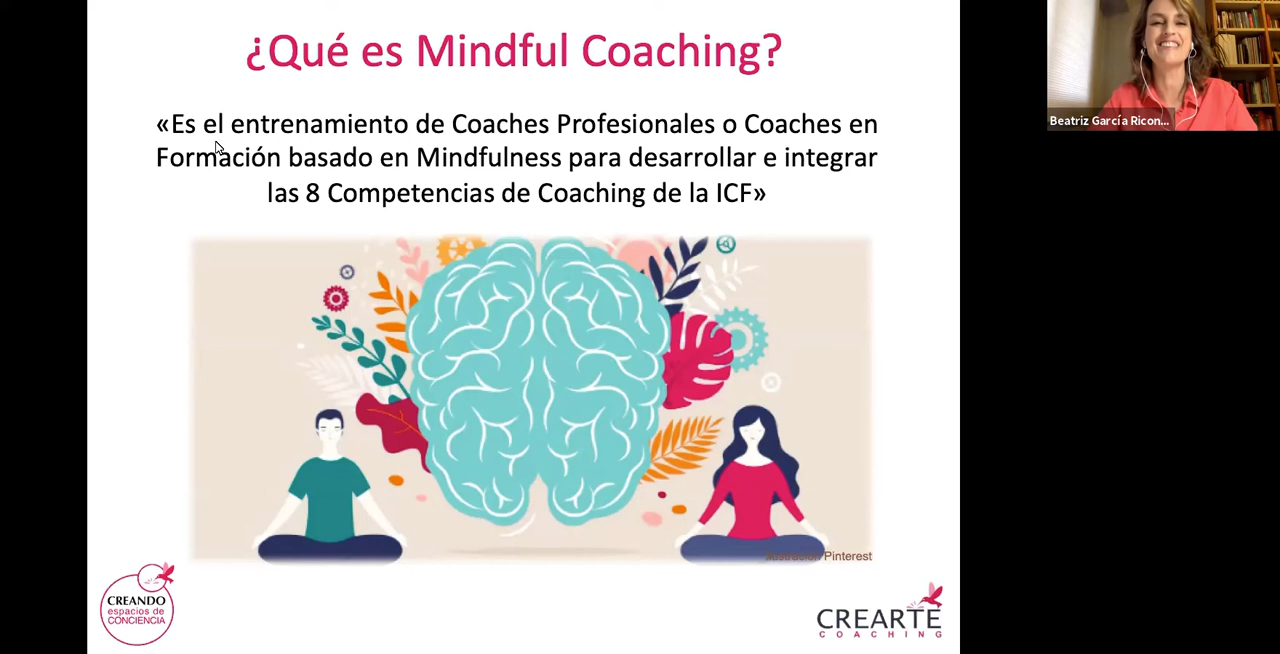 ¿Qué es Mindful Coaching?
«Es el entrenamiento de Coaches Profesionales o Coaches en
Formación basado en Mindfulness para desarrollar e integrar
las 8 Competencias de Coaching de la ICF»
Beatriz García Ricon...
Ilustración Pinterest
CREANDO
espacios de
CONCIENCIA
CREARTE
COACHING